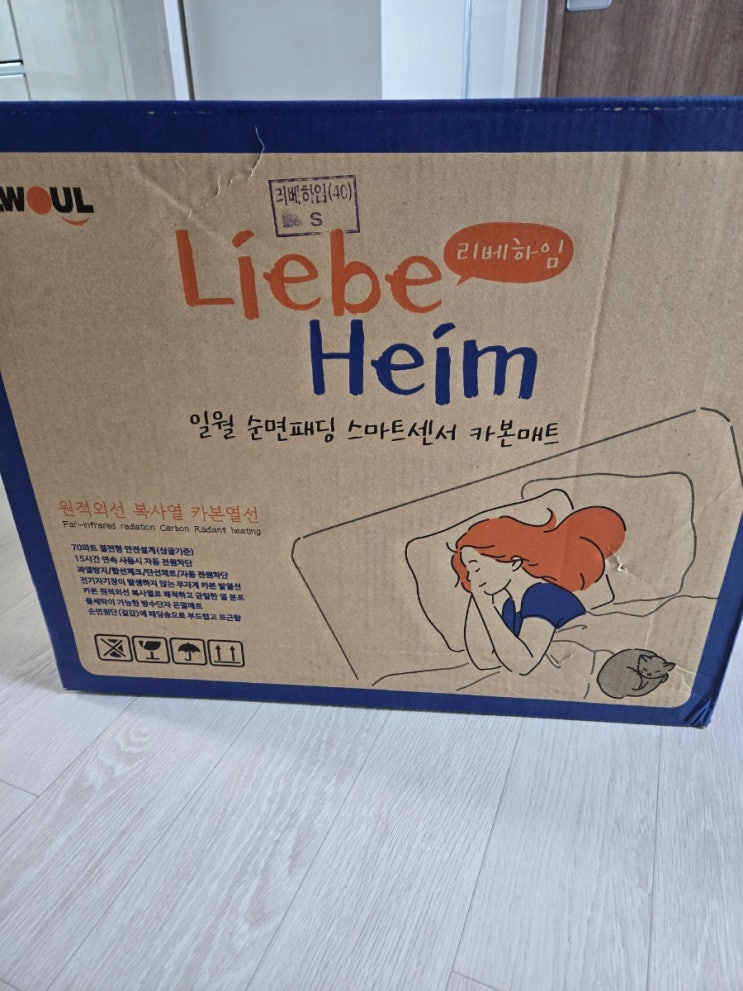 WOUL
리베하임(4C)
S
Liebe
리베하임
Heim
일월 순면패딩 스마트센서 카본매트
원적외선 복사열 카본열선
Far-infrared radiation Carbon Radiant heating
70와트 절전형 안전설계(싱글기준)
15시간 연속 사용시 자동 전원차단
과열방지/합선체크/단선체트/자동 전원차단
전기자기장이 발생하지 않는 무자계 카본 발열선
카본 원적외선 복사열로 쾌적하고 균일한 열 분포
물세탁이 가능한 방수단자 온열매트
순면원단(겉감)에 패딩솜으로 부드럽고 포근함